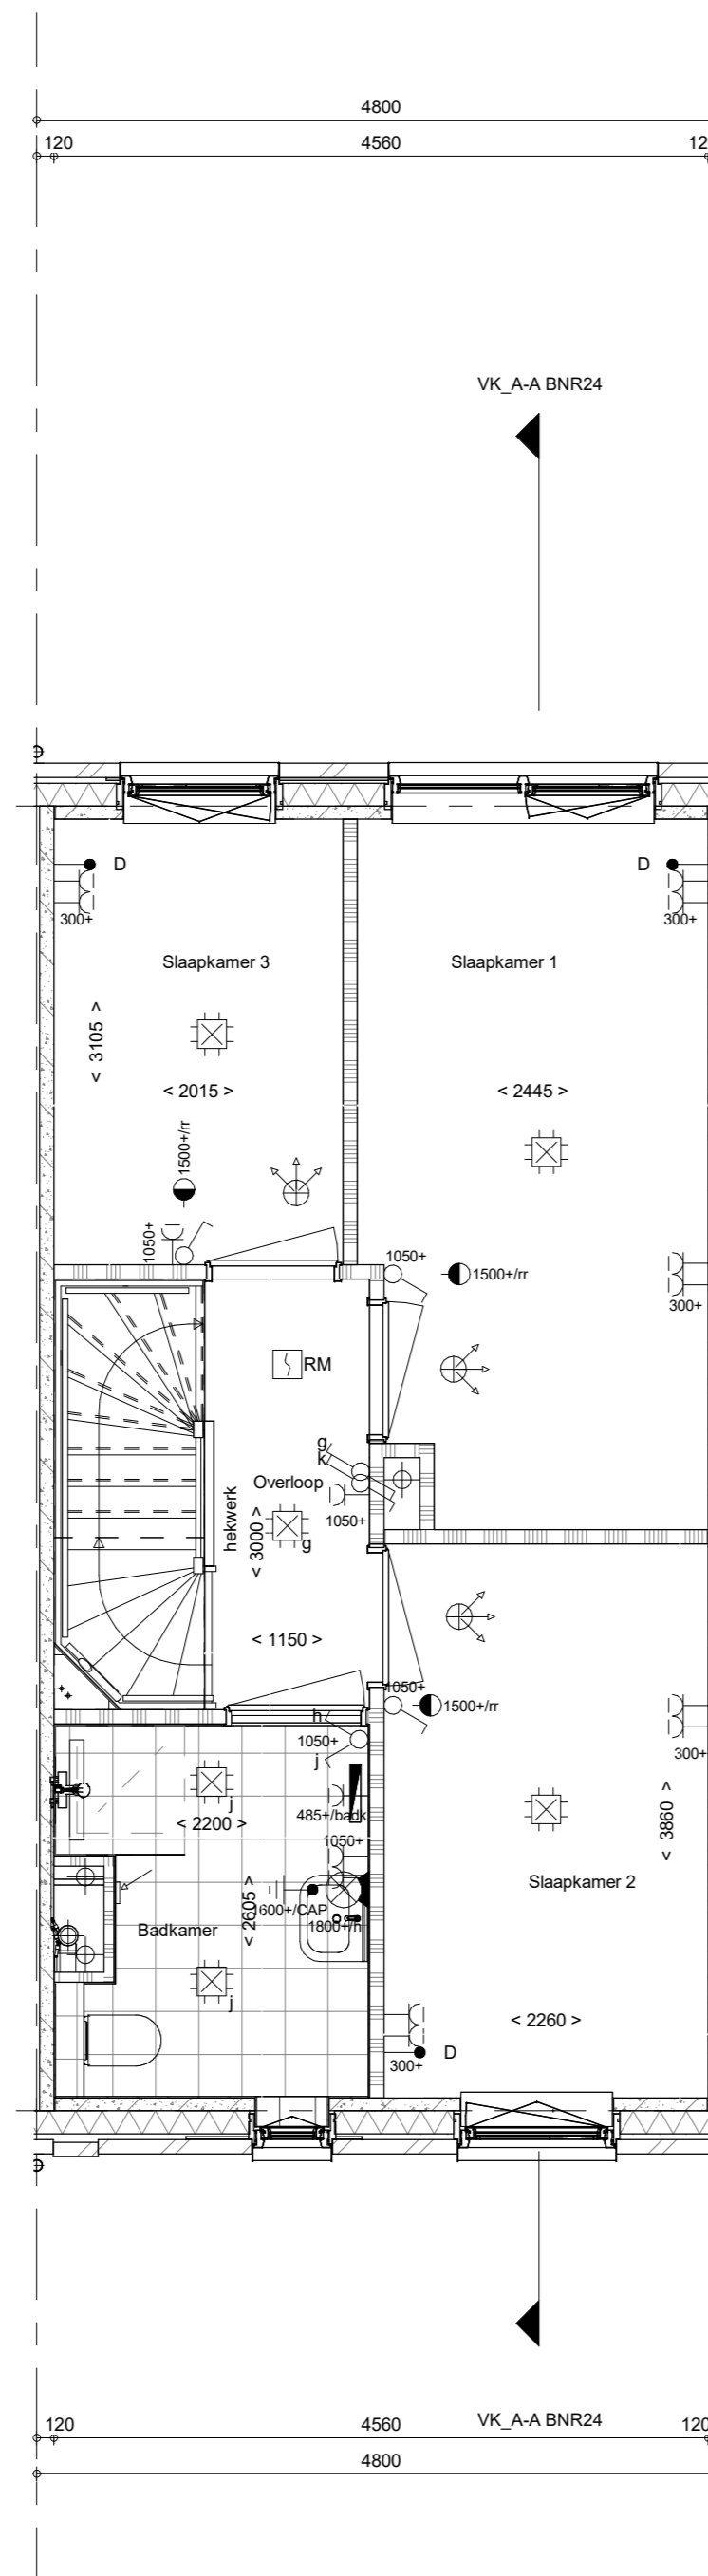 4800
120 4560 12
VK_A-A BNR24
D D
300+ 300+
Slaapkamer 3 Slaapkamer 1
< 3105 >
< 2015 > < 2445 >
1500+/rr
1050+
1050+ 1500+/rr
300+
RM
g
k
Overloop
hekwerk
< 3000 >
1050+
g
< 1150 >
1050+ 1500+/rr
h
1050+
j
300+
j
< 2200 >
485+/badk
< 3860 >
1050+
Slaapkamer 2
1600+/CAP
< 2605 >
1800+/h
Badkamer
j
< 2260 >
D
300+
120 4560 VK_A-A BNR24 120
4800